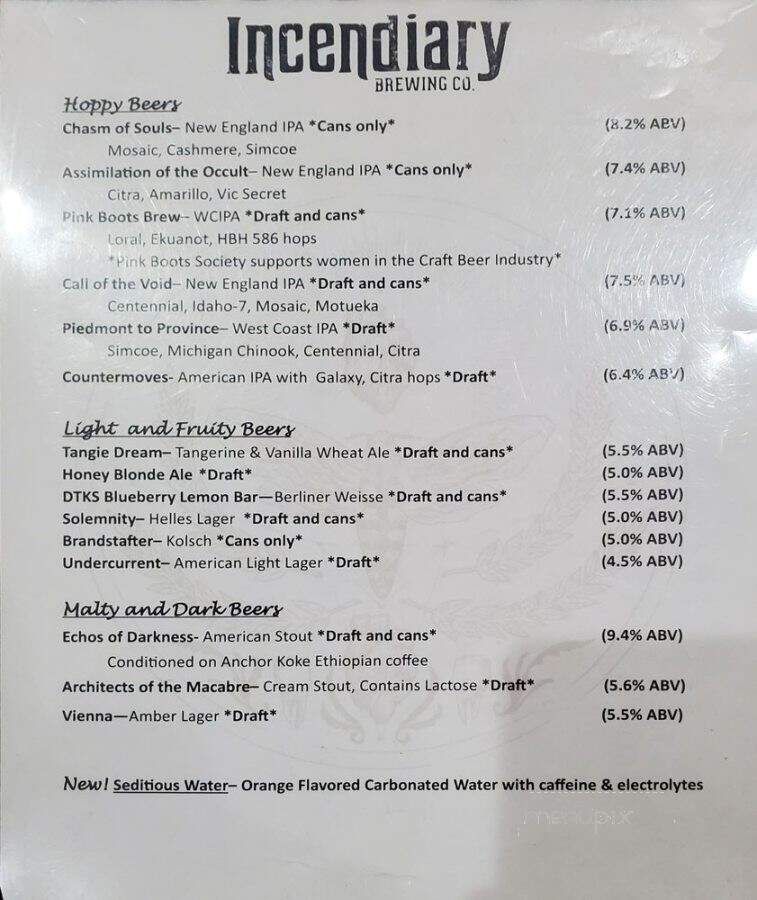 Incendiary
BREWING CO.
Hoppy Beers
Chasm of Souls– New England IPA *Cans only* (8.2% ABV)
Mosaic, Cashmere, Simcoe
Assimilation of the Occult– New England IPA *Cans only* (7.4% ABV)
Citra, Amarillo, Vic Secret
Pink Boots Brew– WCIPA *Draft and cans* (7.1% ABV)
Loral, Ekuanot, HBH 586 hops
*Pink Boots Society supports women in the Craft Beer Industry*
Call of the Void– New England IPA *Draft and cans* (7.5% ABV)
Centennial, Idaho-7, Mosaic, Motueka
Piedmont to Province– West Coast IPA *Draft* (6.9% ABV)
Simcoe, Michigan Chinook, Centennial, Citra
Countermoves- American IPA with Galaxy, Citra hops *Draft* (6.4% ABV)
Light and Fruity Beers
Tangie Dream– Tangerine & Vanilla Wheat Ale *Draft and cans* (5.5% ABV)
Honey Blonde Ale *Draft* (5.0% ABV)
DTKS Blueberry Lemon Bar—Berliner Weisse *Draft and cans* (5.5% ABV)
Solemnity– Helles Lager *Draft and cans* (5.0% ABV)
Brandstafter– Kolsch *Cans only* (5.0% ABV)
Undercurrent– American Light Lager *Draft* (4.5% ABV)
Malty and Dark Beers
Echos of Darkness- American Stout *Draft and cans* (9.4% ABV)
Conditioned on Anchor Koke Ethiopian coffee
Architects of the Macabre– Cream Stout, Contains Lactose *Draft* (5.6% ABV)
Vienna—Amber Lager *Draft* (5.5% ABV)
New! Seditious Water– Orange Flavored Carbonated Water with caffeine & electrolytes
menupix